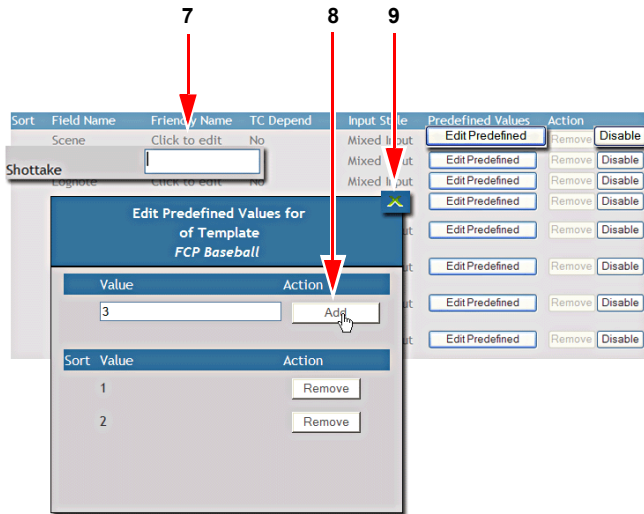 7 8 9
Sort Field Name Friendly Name TC Depend Input Style Predefined Values Action
Scene Click to edit No Mixed Input Edit Predefined Remove Disable
Shottake Mixed Input Edit Predefined Remove Disable
Lognote Click to edit No Mixed Input Edit Predefined Remove Disable
Edit Predefined Remove Disable
Edit Predefined Values for
of Template
FCP Baseball
ut Edit Predefined Remove Disable
ut Edit Predefined Remove Disable
Value Action
3 Add
ut Edit Predefined Remove Disable
ut Edit Predefined Remove Disable
Sort Value Action
1 Remove
2 Remove